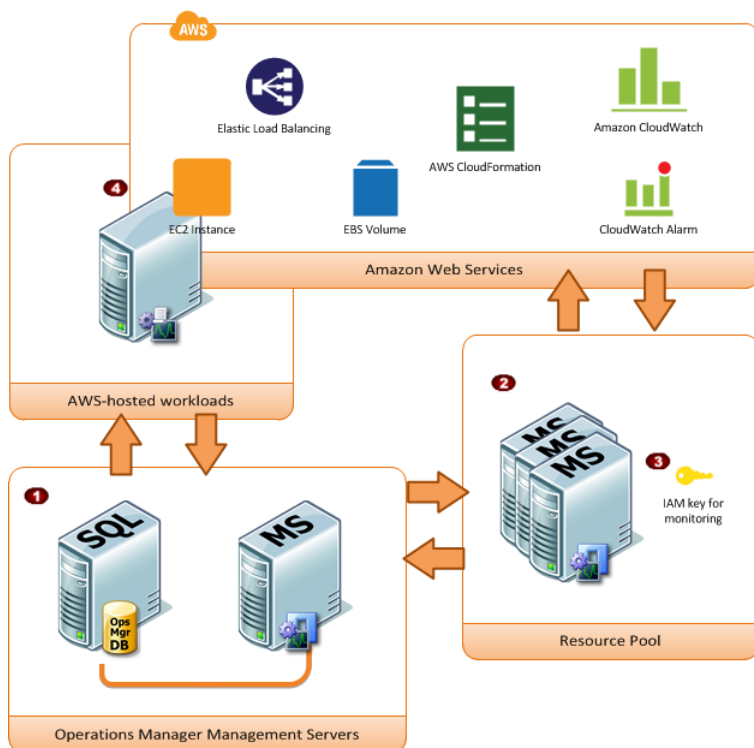 AWS
Elastic Load Balancing
AWS CloudFormation
Amazon CloudWatch
4
EC2 Instance
EBS Volume
CloudWatch Alarm
Amazon Web Services
AWS-hosted workloads
2
MS
MS
MS
3
IAM key for
monitoring
Resource Pool
1
SQL
MS
Ops
Mgr
DB
Operations Manager Management Servers